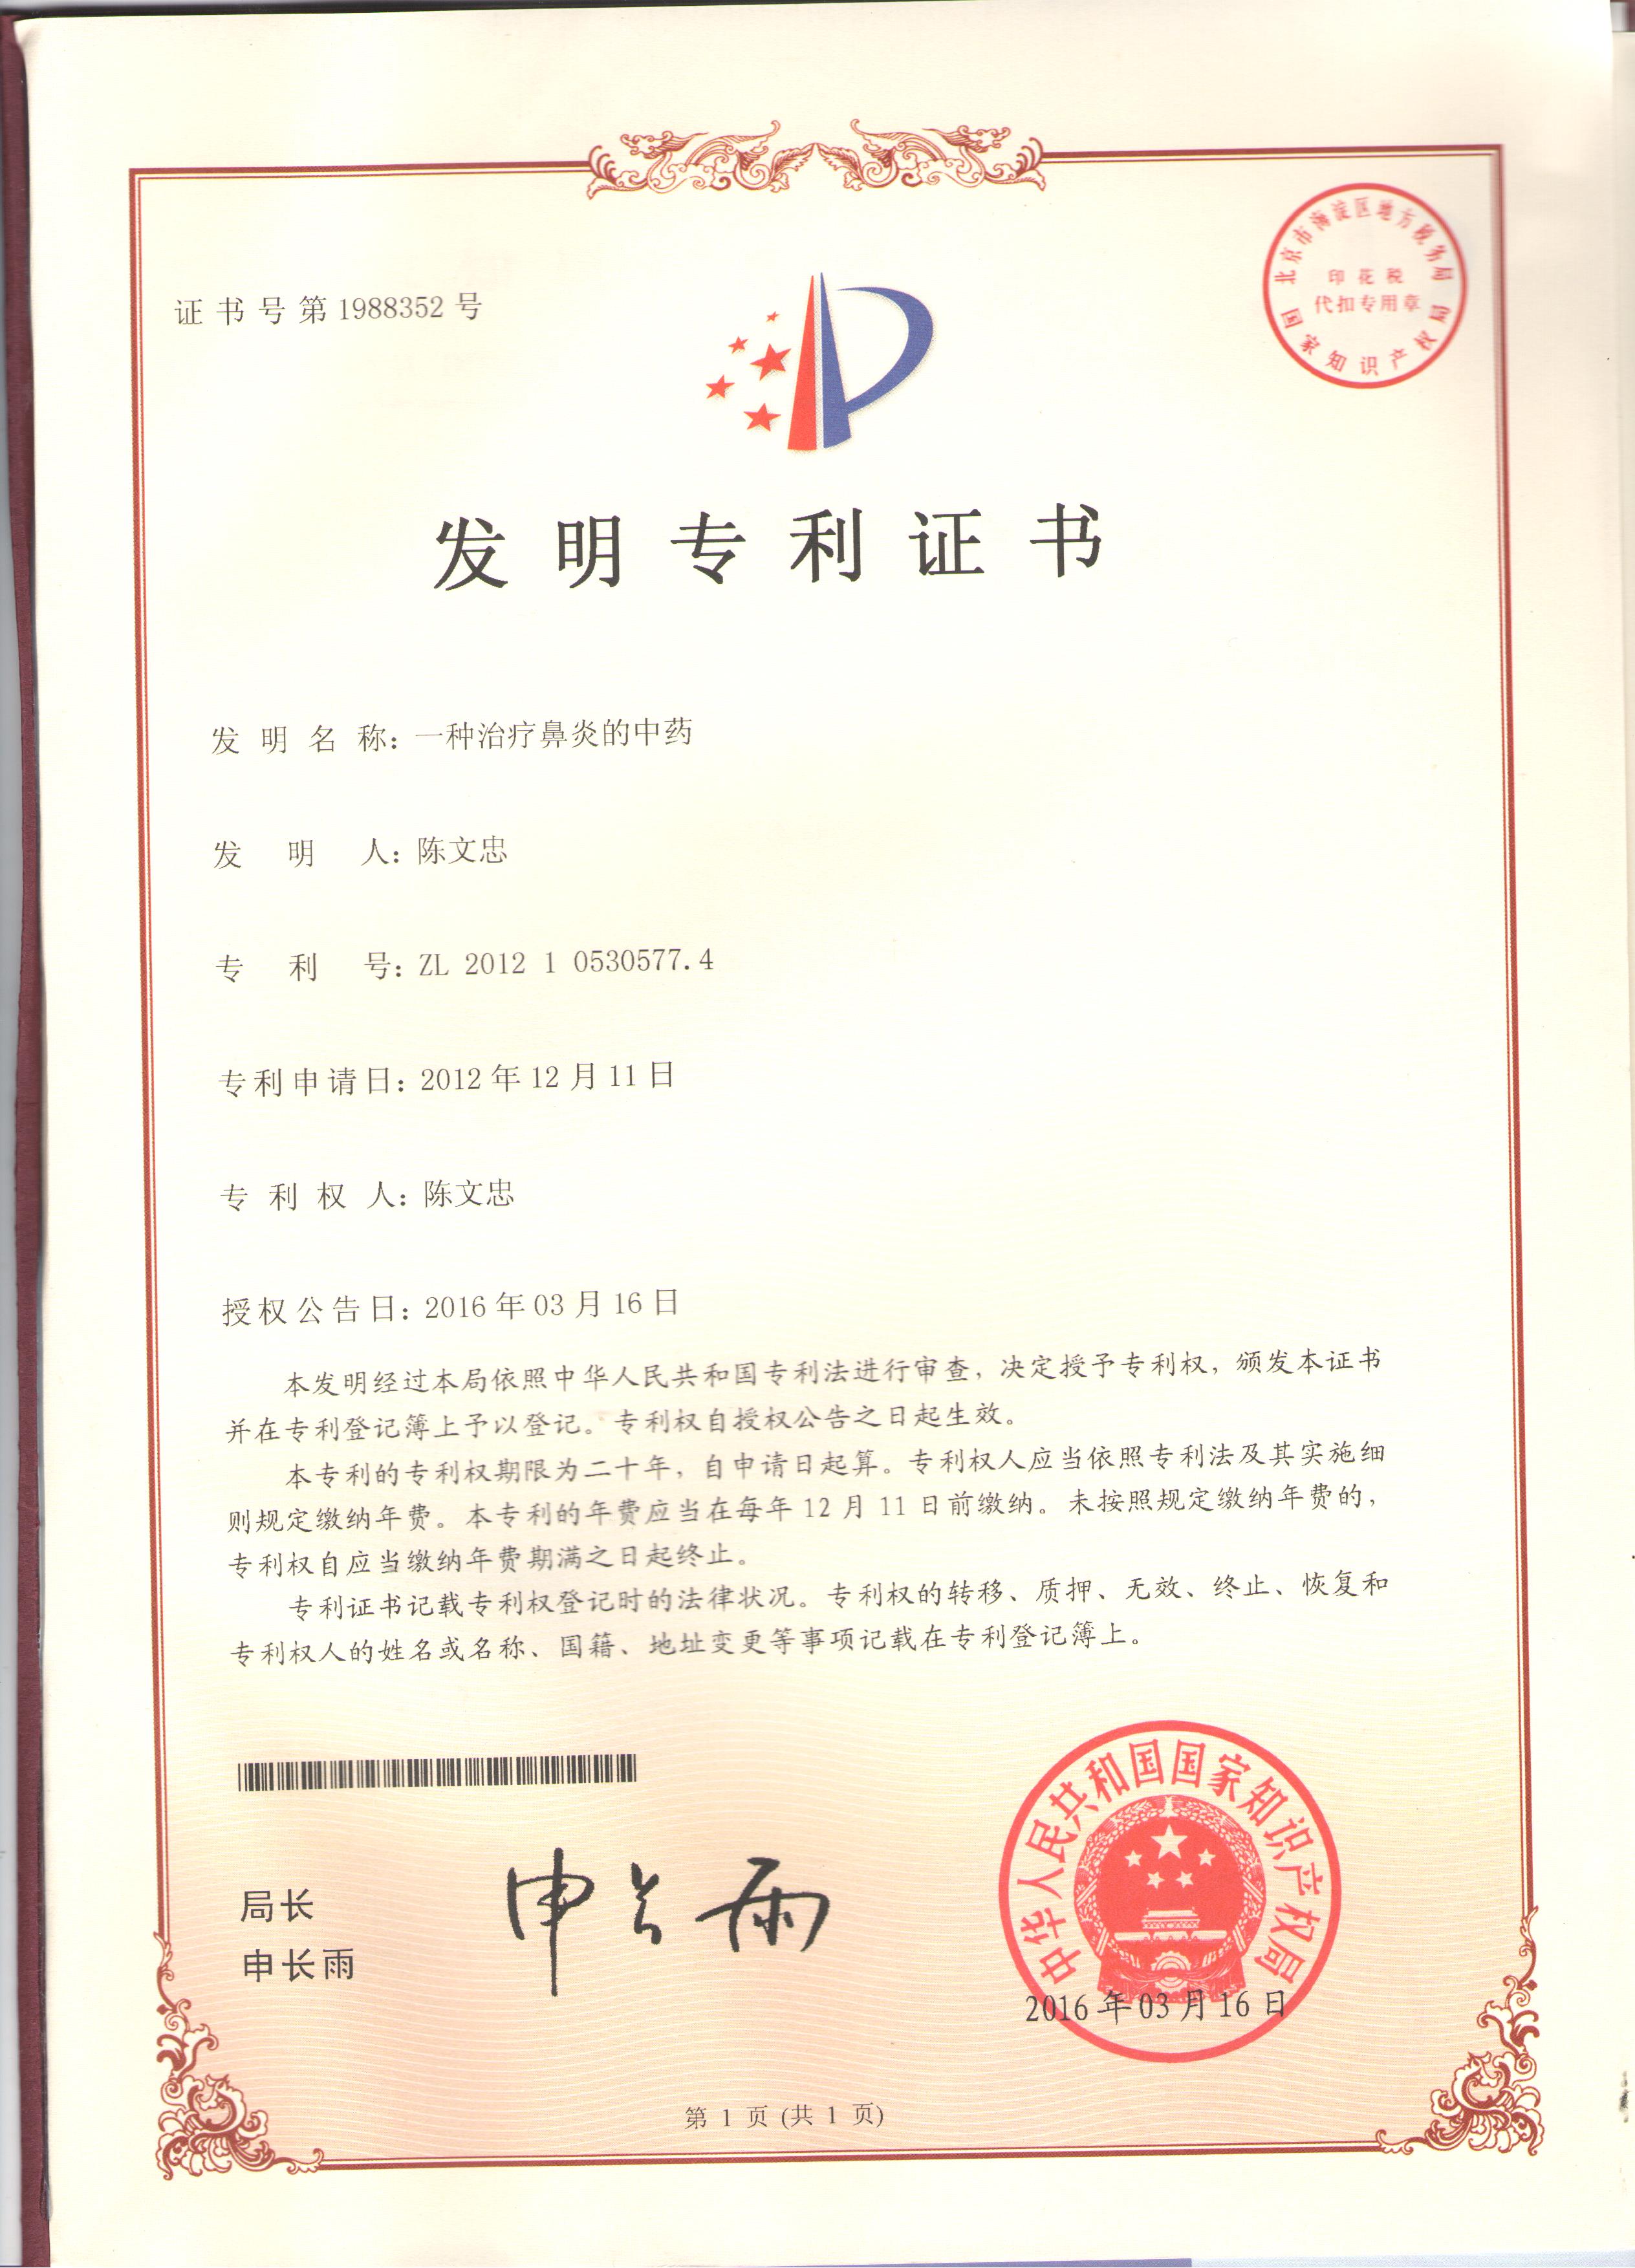 证书号第1988352号
北京市海淀区地方税务局
印花税
代扣专用章
国家知识产权局
发明专利证书
发明名称：一种治疗鼻炎的中药
发明人：陈文忠
专利号：ZL 2012 1 0530577.4
专利申请日：2012年12月11日
专利权人：陈文忠
授权公告日：2016年03月16日
本发明经过本局依照中华人民共和国专利法进行审查，决定授予专利权，颁发本证书
并在专利登记簿上予以登记。专利权自授权公告之日起生效。
本专利的专利权期限为二十年，自申请日起算。专利权人应当依照专利法及其实施细
则规定缴纳年费。本专利的年费应当在每年12月11日前缴纳。未按照规定缴纳年费的，
专利权自应当缴纳年费期满之日起终止。
专利证书记载专利权登记时的法律状况。专利权的转移、质押、无效、终止、恢复和
专利权人的姓名或名称、国籍、地址变更等事项记载在专利登记簿上。
局长
申长雨
申长雨
中华人民共和国国家知识产权局
2016年03月16日
第 1 页 (共 1 页)